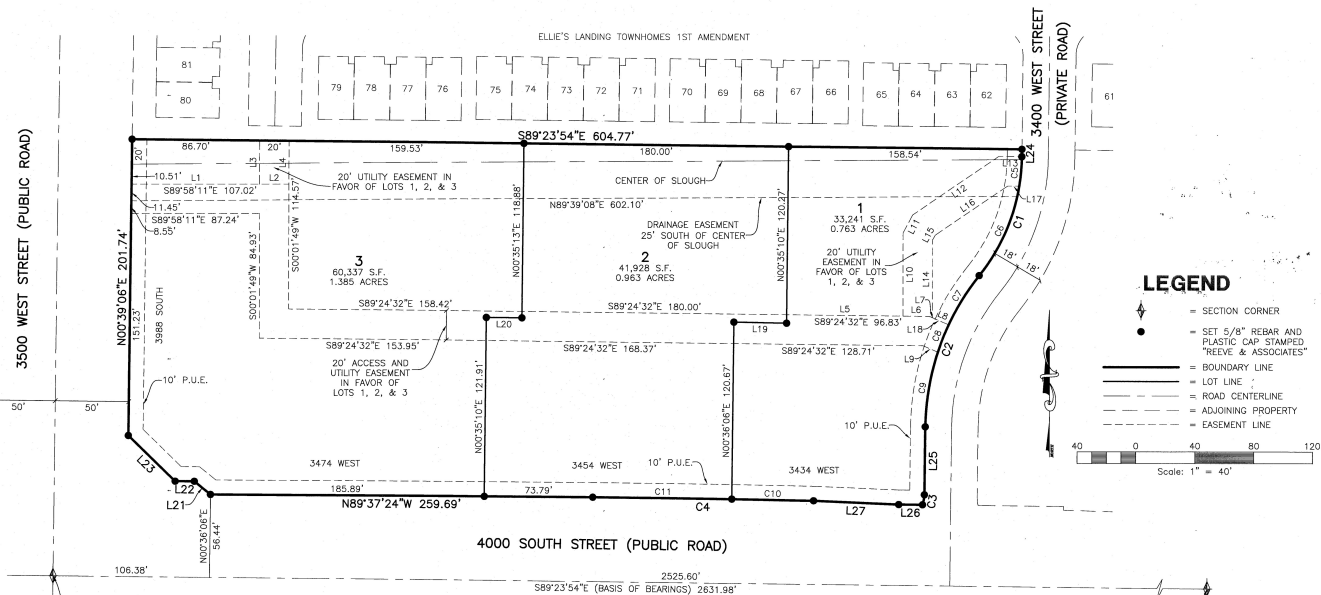 ELLIE'S LANDING TOWNHOMES 1ST AMENDMENT
3400 WEST STREET
(PRIVATE ROAD)
3500 WEST STREET (PUBLIC ROAD)
81
80
79
78
77
76
75
74
73
72
71
70
69
68
67
66
65
64
63
62
61
S89°23'54"E 604.77'
86.70'
20'
159.53'
180.00'
158.54'
L24
20'
L3
L4
L13
C5
10.51'
L1
L2
20' UTILITY EASEMENT IN
FAVOR OF LOTS 1, 2, & 3
CENTER OF SLOUGH
L12
S89°58'11"E 107.02'
L17
L16
11.45'
N89°39'08"E 602.10'
S89°58'11"E 87.24'
8.55'
DRAINAGE EASEMENT
25' SOUTH OF CENTER
OF SLOUGH
1
33,241 S.F.
0.763 ACRES
L11
L15
C1
C6
18'
18'
N00°39'06"E 201.74'
151.23'
3988 SOUTH
S00°01'49"W 84.93'
S00°01'49"W 114.57'
N00°35'13"E 118.88'
N00°35'10"E 120.27'
3
60,337 S.F.
1.385 ACRES
2
41,928 S.F.
0.963 ACRES
20' UTILITY
EASEMENT IN
FAVOR OF LOTS
1, 2, & 3
L10
L14
C7
S89°24'32"E 158.42'
S89°24'32"E 180.00'
L5
L6
L7
L8
L20
L19
S89°24'32"E 96.83'
L18
C8
C2
S89°24'32"E 153.95'
S89°24'32"E 168.37'
S89°24'32"E 128.71'
L9
20' ACCESS AND
UTILITY EASEMENT
IN FAVOR OF
LOTS 1, 2, & 3
10' P.U.E.
50'
50'
C9
N00°35'10"E 121.91'
N00°36'06"E 120.67'
10' P.U.E.
L25
L23
L22
L21
3474 WEST
3454 WEST
10' P.U.E.
3434 WEST
185.89'
73.79'
C11
C10
N89°37'24"W 259.69'
C4
L27
L26
C3
N00°36'06"E
56.44'
4000 SOUTH STREET (PUBLIC ROAD)
106.38'
2525.60'
S89°23'54"E (BASIS OF BEARINGS) 2631.98'
LEGEND
= SECTION CORNER
= SET 5/8" REBAR AND
PLASTIC CAP STAMPED
"REEVE & ASSOCIATES"
= BOUNDARY LINE
= LOT LINE
= ROAD CENTERLINE
= ADJOINING PROPERTY
= EASEMENT LINE
40 0 40 80 120
Scale: 1" = 40'